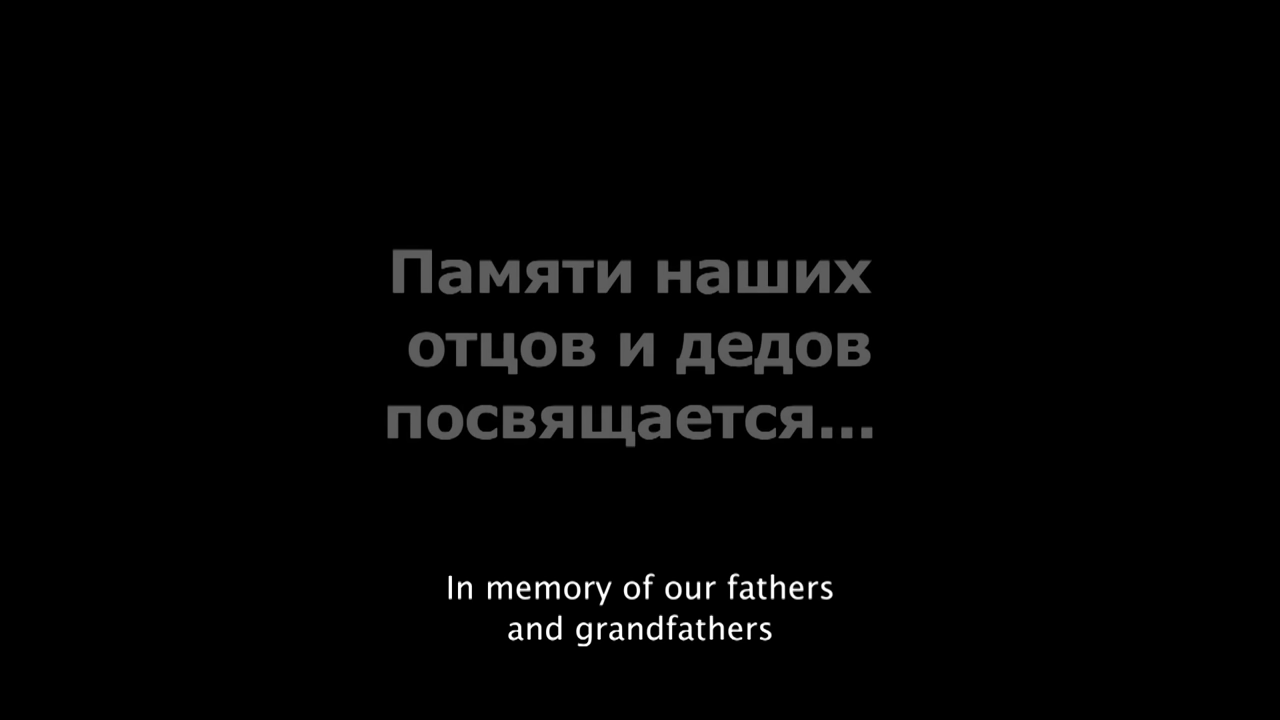 Памяти наших
отцов и дедов
посвящается...
In memory of our fathers
and grandfathers